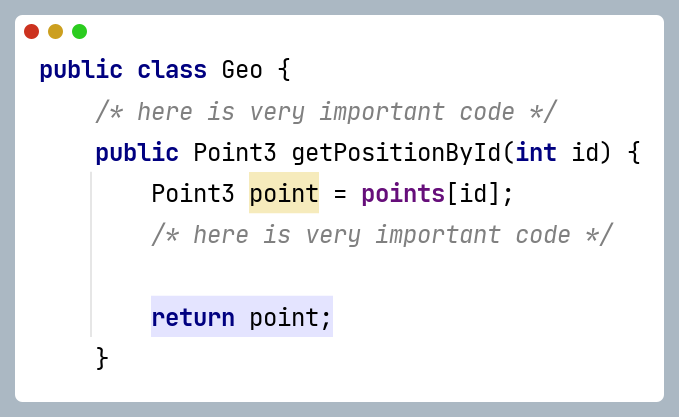 public class Geo {
/* here is very important code */
public Point3 getPositionById(int id) {
Point3 point = points[id];
/* here is very important code */
return point;
}